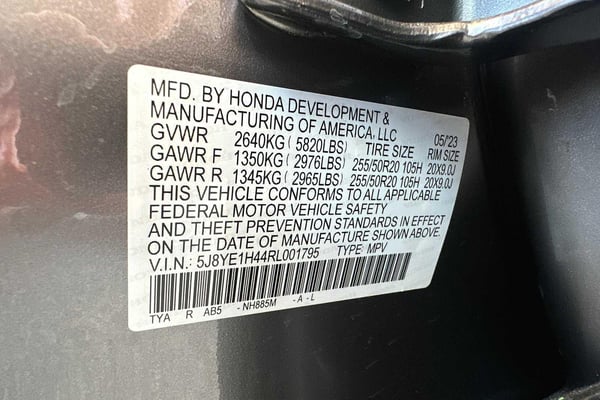 MFD. BY HONDA DEVELOPMENT &
MANUFACTURING OF AMERICA, LLC 05/23
GVWR 2640KG ( 5820LBS) TIRE SIZE RIM SIZE
GAWR F 1350KG ( 2976LBS) 255/50R20 105H 20X9.0J
GAWR R 1345KG ( 2965LBS) 255/50R20 105H 20X9.0J
THIS VEHICLE CONFORMS TO ALL APPLICABLE
FEDERAL MOTOR VEHICLE SAFETY
AND THEFT PREVENTION STANDARDS IN EFFECT
ON THE DATE OF MANUFACTURE SHOWN ABOVE.
V.I.N.: 5J8YE1H44RL001795 TYPE: MPV
TYA R AB5 - NH885M - A - L